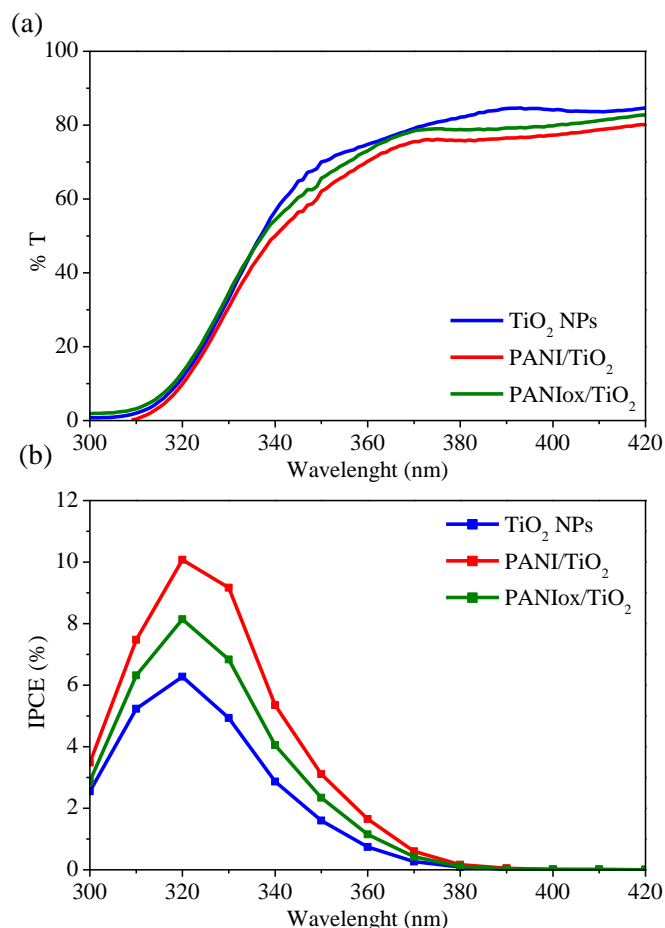 (a)
100
80
60
40
20
0
% T
TiO₂ NPs
PANI/TiO₂
PANIox/TiO₂
300 320 340 360 380 400 420
Wavelenght (nm)
(b)
12
10
8
6
4
2
0
IPCE (%)
TiO₂ NPs
PANI/TiO₂
PANIox/TiO₂
300 320 340 360 380 400 420
Wavelenght (nm)